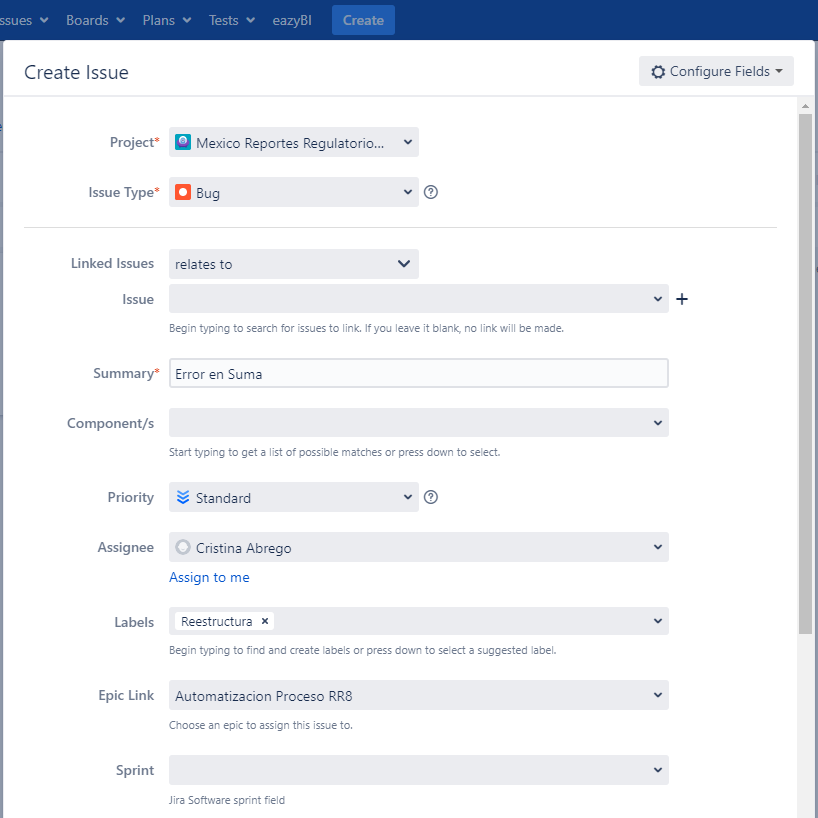 ssues Boards Plans Tests eazyBI Create
Create Issue
Configure Fields
Project* Mexico Reportes Regulatorio...
Issue Type* Bug
Linked Issues relates to
Issue
Begin typing to search for issues to link. If you leave it blank, no link will be made.
Summary* Error en Suma
Component/s
Start typing to get a list of possible matches or press down to select.
Priority Standard
Assignee Cristina Abrego
Assign to me
Labels Reestructura ×
Begin typing to find and create labels or press down to select a suggested label.
Epic Link Automatizacion Proceso RR8
Choose an epic to assign this issue to.
Sprint
Jira Software sprint field